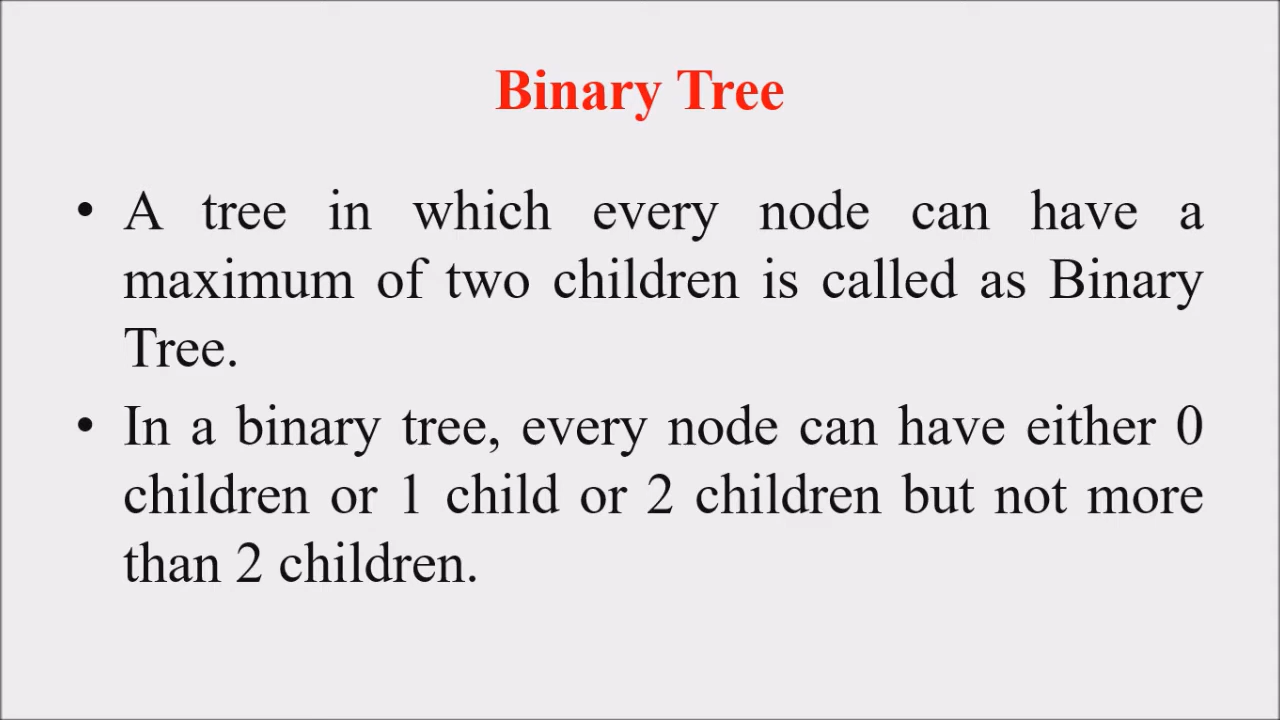 Binary Tree
• A tree in which every node can have a
maximum of two children is called as Binary
Tree.
• In a binary tree, every node can have either 0
children or 1 child or 2 children but not more
than 2 children.